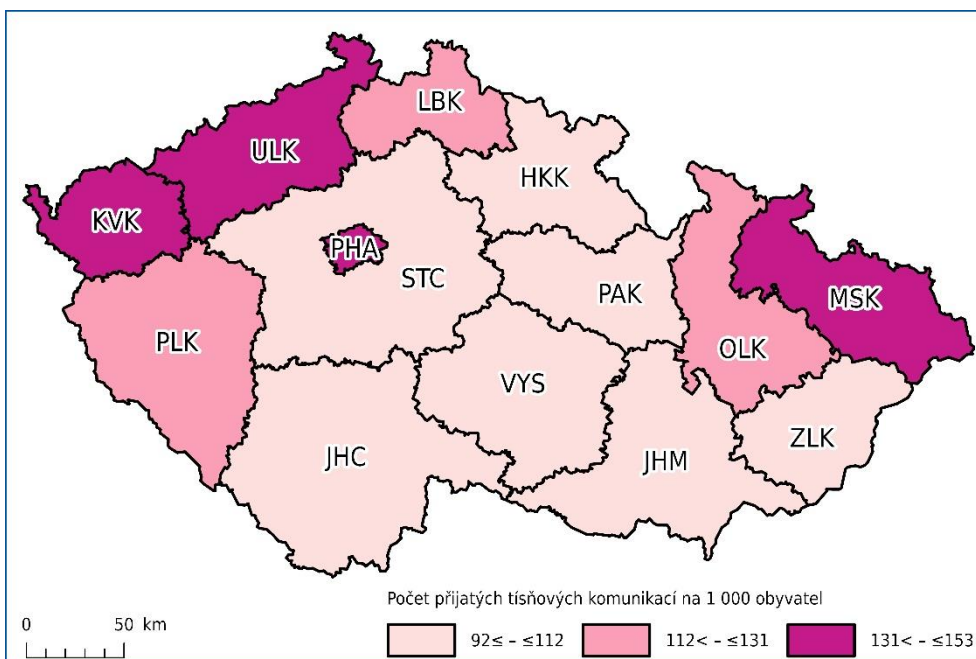 LBK
ULK
HKK
KVK
PHA
STC
PAK
MSK
PLK
OLK
VYS
ZLK
JHC
JHM
Počet přijatých tísňových komunikací na 1 000 obyvatel
0 50 km
92≤ – ≤112 112< – ≤131 131< – ≤153